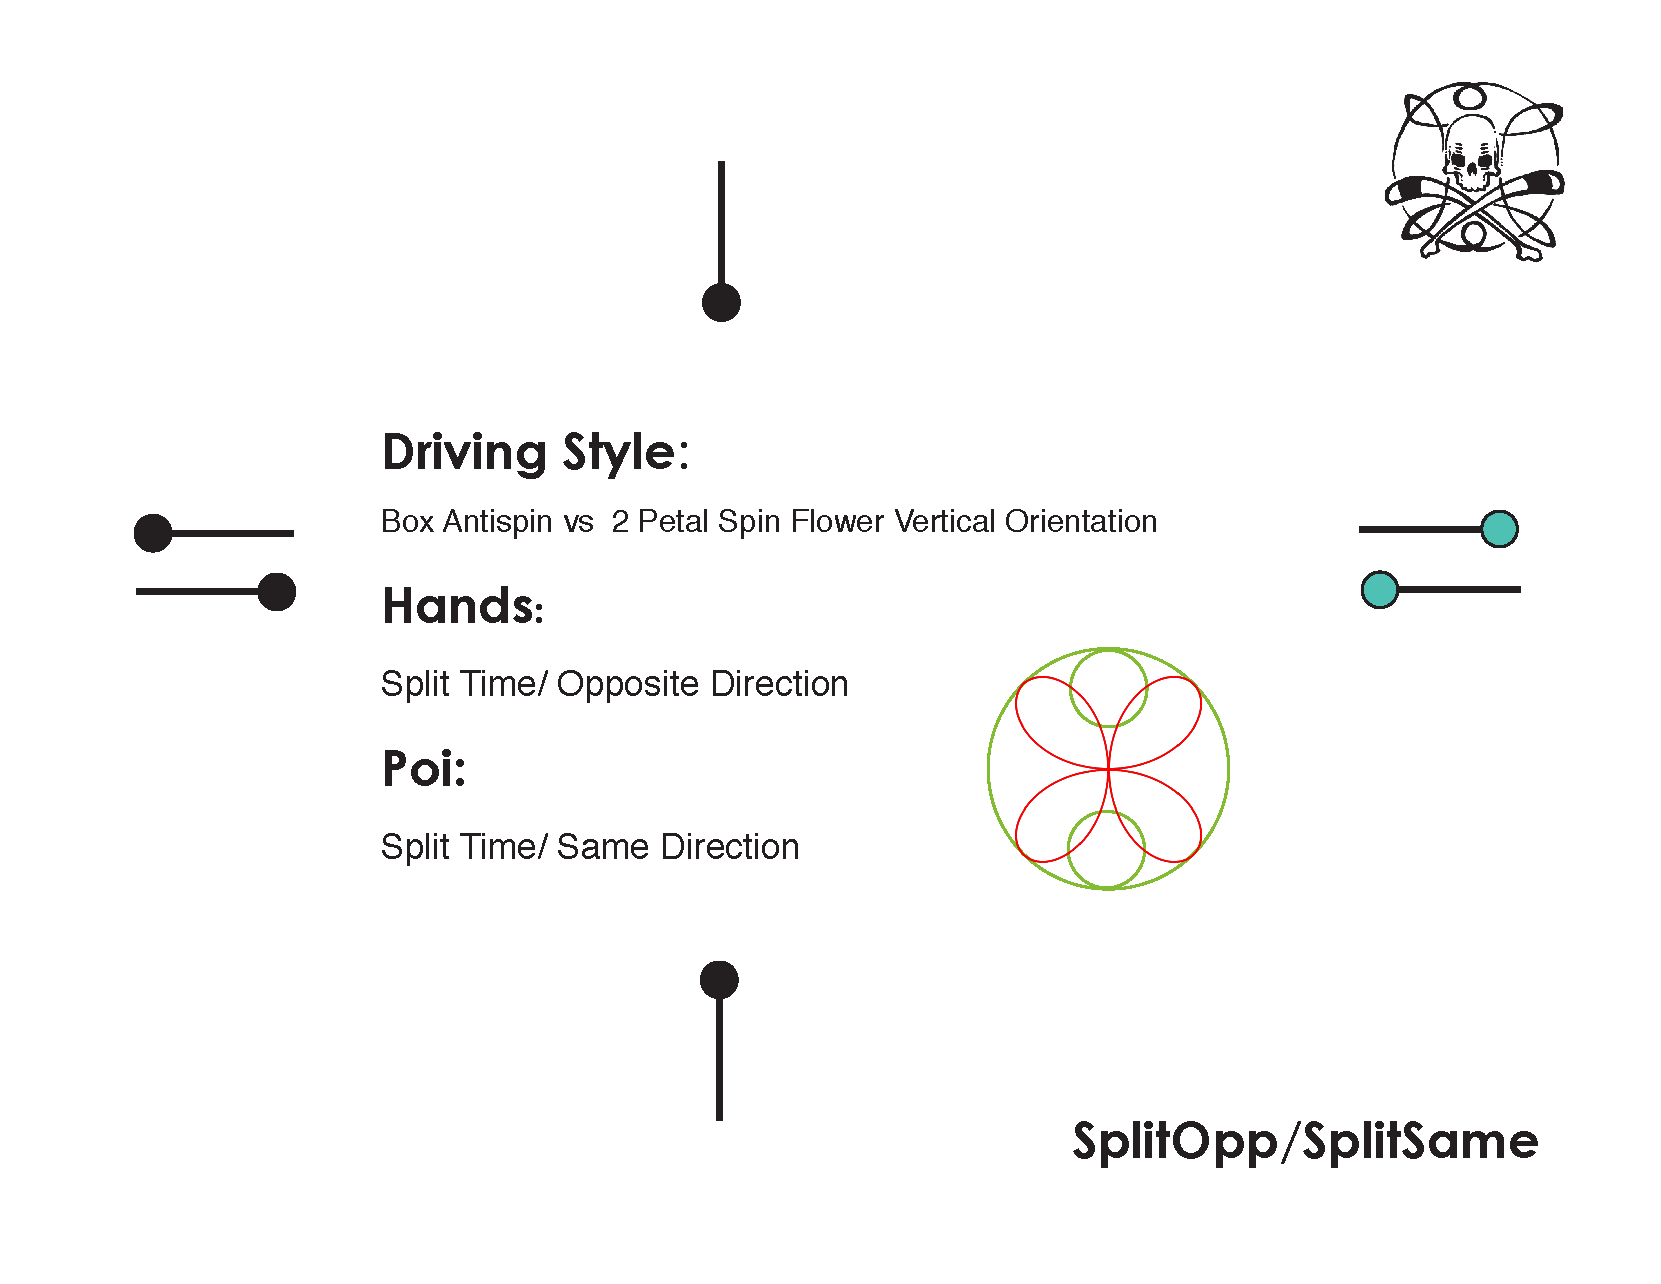 Driving Style:
Box Antispin vs  2 Petal Spin Flower Vertical Orientation
Hands:
Split Time/ Opposite Direction
Poi:
Split Time/ Same Direction
SplitOpp/SplitSame